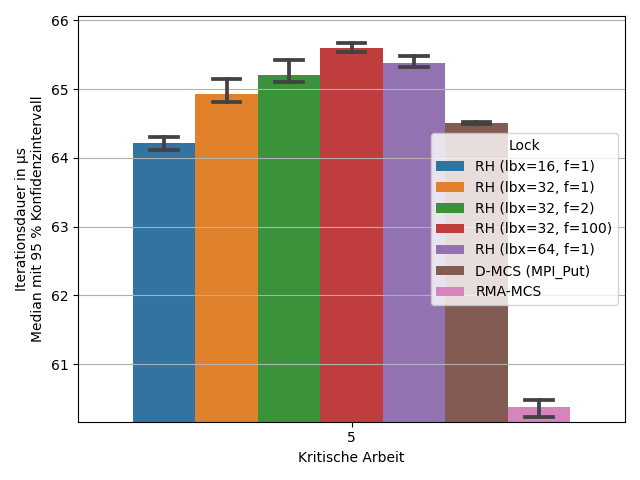 66
65
64
63
62
61
Iterationsdauer in µs
Median mit 95 % Konfidenzintervall
Lock
RH (lbx=16, f=1)
RH (lbx=32, f=1)
RH (lbx=32, f=2)
RH (lbx=32, f=100)
RH (lbx=64, f=1)
D-MCS (MPI_Put)
RMA-MCS
5
Kritische Arbeit